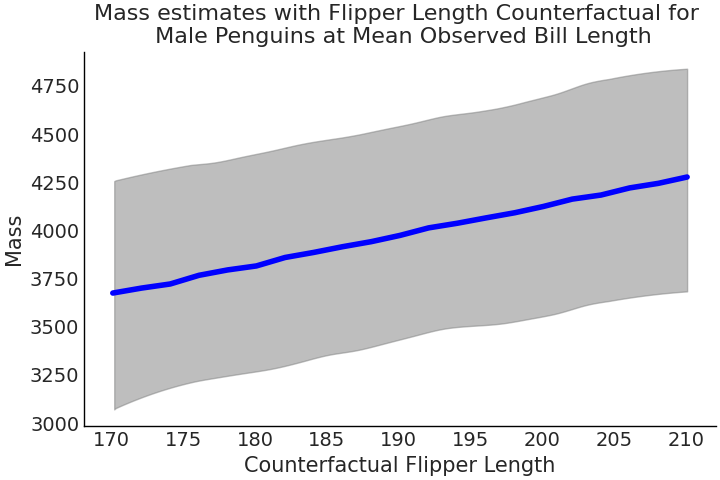 Mass estimates with Flipper Length Counterfactual for
Male Penguins at Mean Observed Bill Length
Mass
4750
4500
4250
4000
3750
3500
3250
3000
170 175 180 185 190 195 200 205 210
Counterfactual Flipper Length